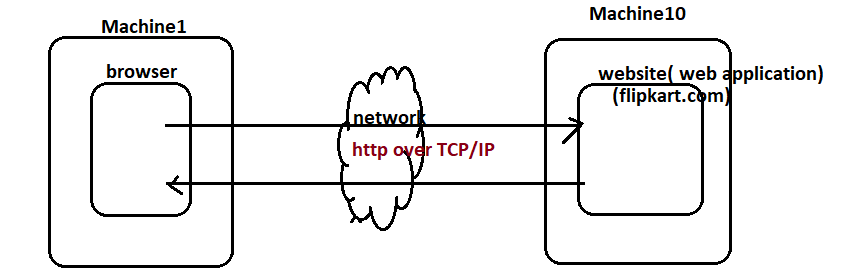 Machine1
Machine10
browser
website( web application)
(flipkart.com)
network
http over TCP/IP